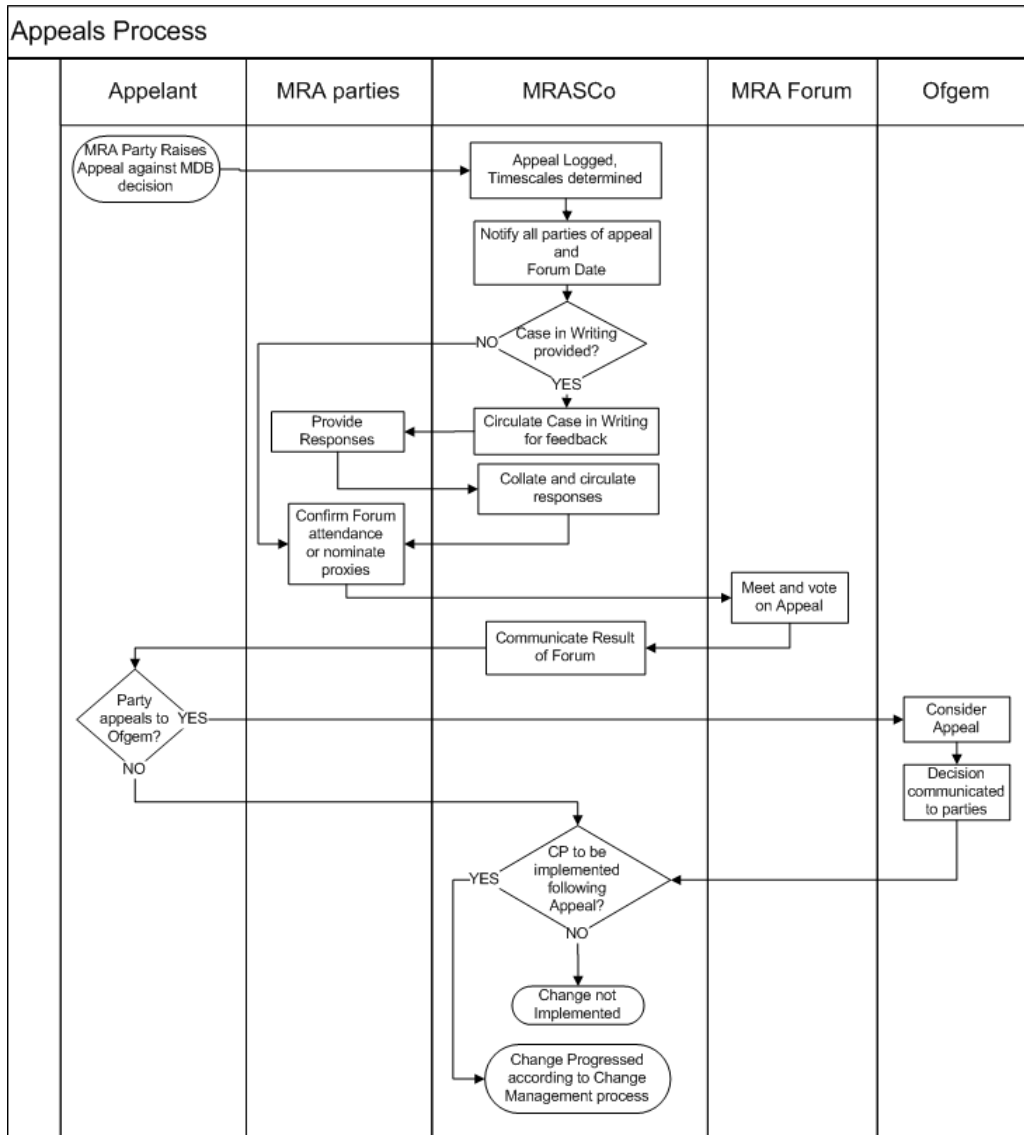 Appeals Process
Appelant
MRA parties
MRASCo
MRA Forum
Ofgem
MRA Party Raises
Appeal against MDB
decision
Appeal Logged,
Timescales determined
Notify all parties of appeal
and
Forum Date
Case in Writing
provided?
NO
YES
Provide
Responses
Circulate Case in Writing
for feedback
Collate and circulate
responses
Confirm Forum
attendance
or nominate
proxies
Meet and vote
on Appeal
Communicate Result
of Forum
Party
appeals to
Ofgem?
YES
NO
Consider
Appeal
Decision
communicated
to parties
CP to be
implemented
following
Appeal?
YES
NO
Change not
Implemented
Change Progressed
according to Change
Management process